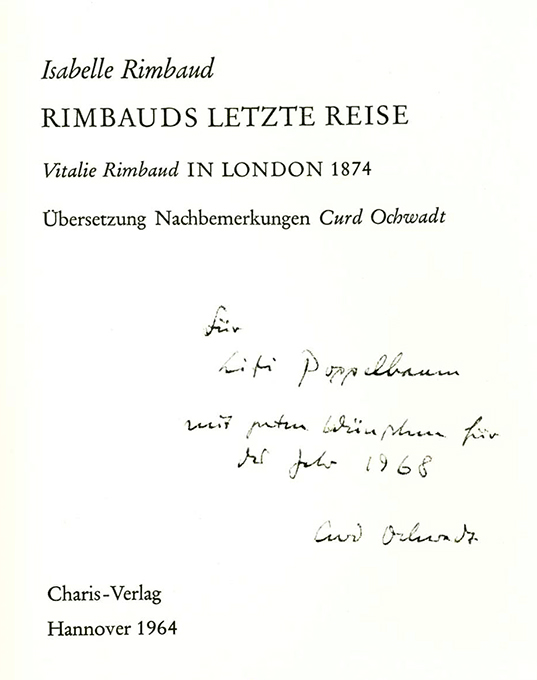 Isabelle Rimbaud
RIMBAUDS LETZTE REISE
Vitalie Rimbaud IN LONDON 1874
Übersetzung Nachbemerkungen Curd Ochwadt
für
Poppelbaum
mit guten Wünschen für
das Jahr 1968
Curd Ochwadt
Charis-Verlag
Hannover 1964